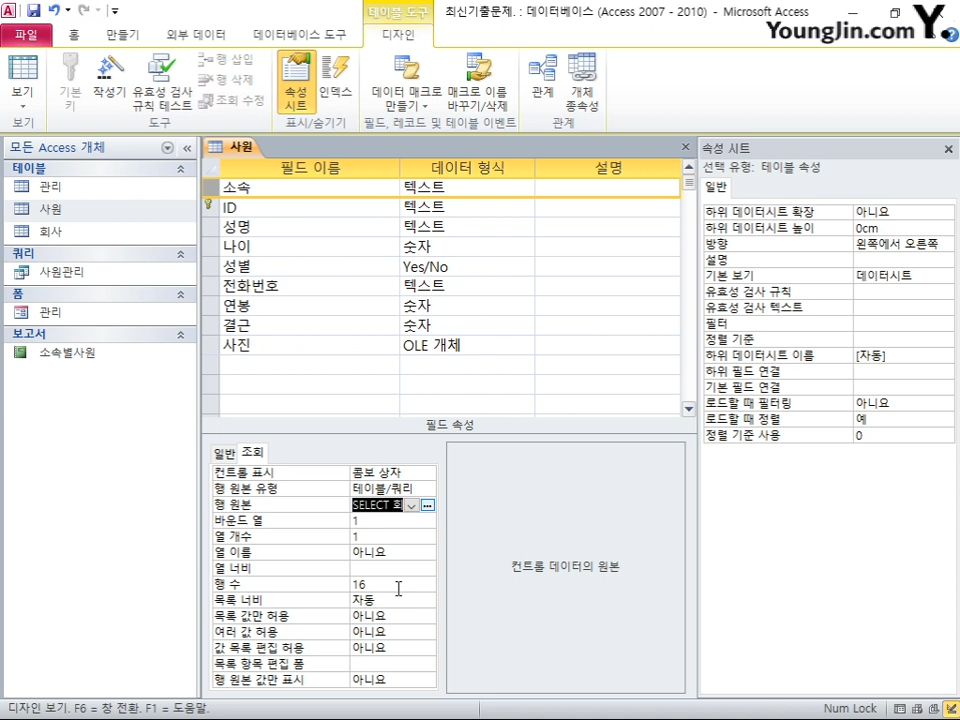 최신기출문제. : 데이터베이스 (Access 2007 - 2010) - Microsoft Access
테이블 도구
YoungJin.com Y
파일 홈 만들기 외부 데이터 데이터베이스 도구 디자인
보기 기본 키 작성기 유효성 검사 규칙 테스트 행 삽입 행 삭제 조회 수정 속성 시트 인덱스 데이터 매크로 만들기 매크로 이름 바꾸기/삭제 관계 개체 종속성
보기 도구 표시/숨기기 필드, 레코드 및 테이블 이벤트 관계
모든 Access 개체
테이블
관리
사원
회사
쿼리
사원관리
폼
관리
보고서
소속별사원
사원
필드 이름 데이터 형식 설명
소속 텍스트
ID 텍스트
성명 텍스트
나이 숫자
성별 Yes/No
전화번호 텍스트
연봉 숫자
결근 숫자
사진 OLE 개체
필드 속성
일반 조회
컨트롤 표시 콤보 상자
행 원본 유형 테이블/쿼리
행 원본 SELECT 회
바운드 열 1
열 개수 1
열 이름 아니요
열 너비
행 수 16
목록 너비 자동
목록 값만 허용 아니요
여러 값 허용 아니요
값 목록 편집 허용 아니요
목록 항목 편집 폼
행 원본 값만 표시 아니요
컨트롤 데이터의 원본
속성 시트
선택 유형: 테이블 속성
일반
하위 데이터시트 확장 아니요
하위 데이터시트 높이 0cm
방향 왼쪽에서 오른쪽
설명
기본 보기 데이터시트
유효성 검사 규칙
유효성 검사 텍스트
필터
정렬 기준
하위 데이터시트 이름 [자동]
하위 필드 연결
기본 필드 연결
로드할 때 필터링 아니요
로드할 때 정렬 예
정렬 기준 사용 0
디자인 보기. F6 = 창 전환. F1 = 도움말. Num Lock